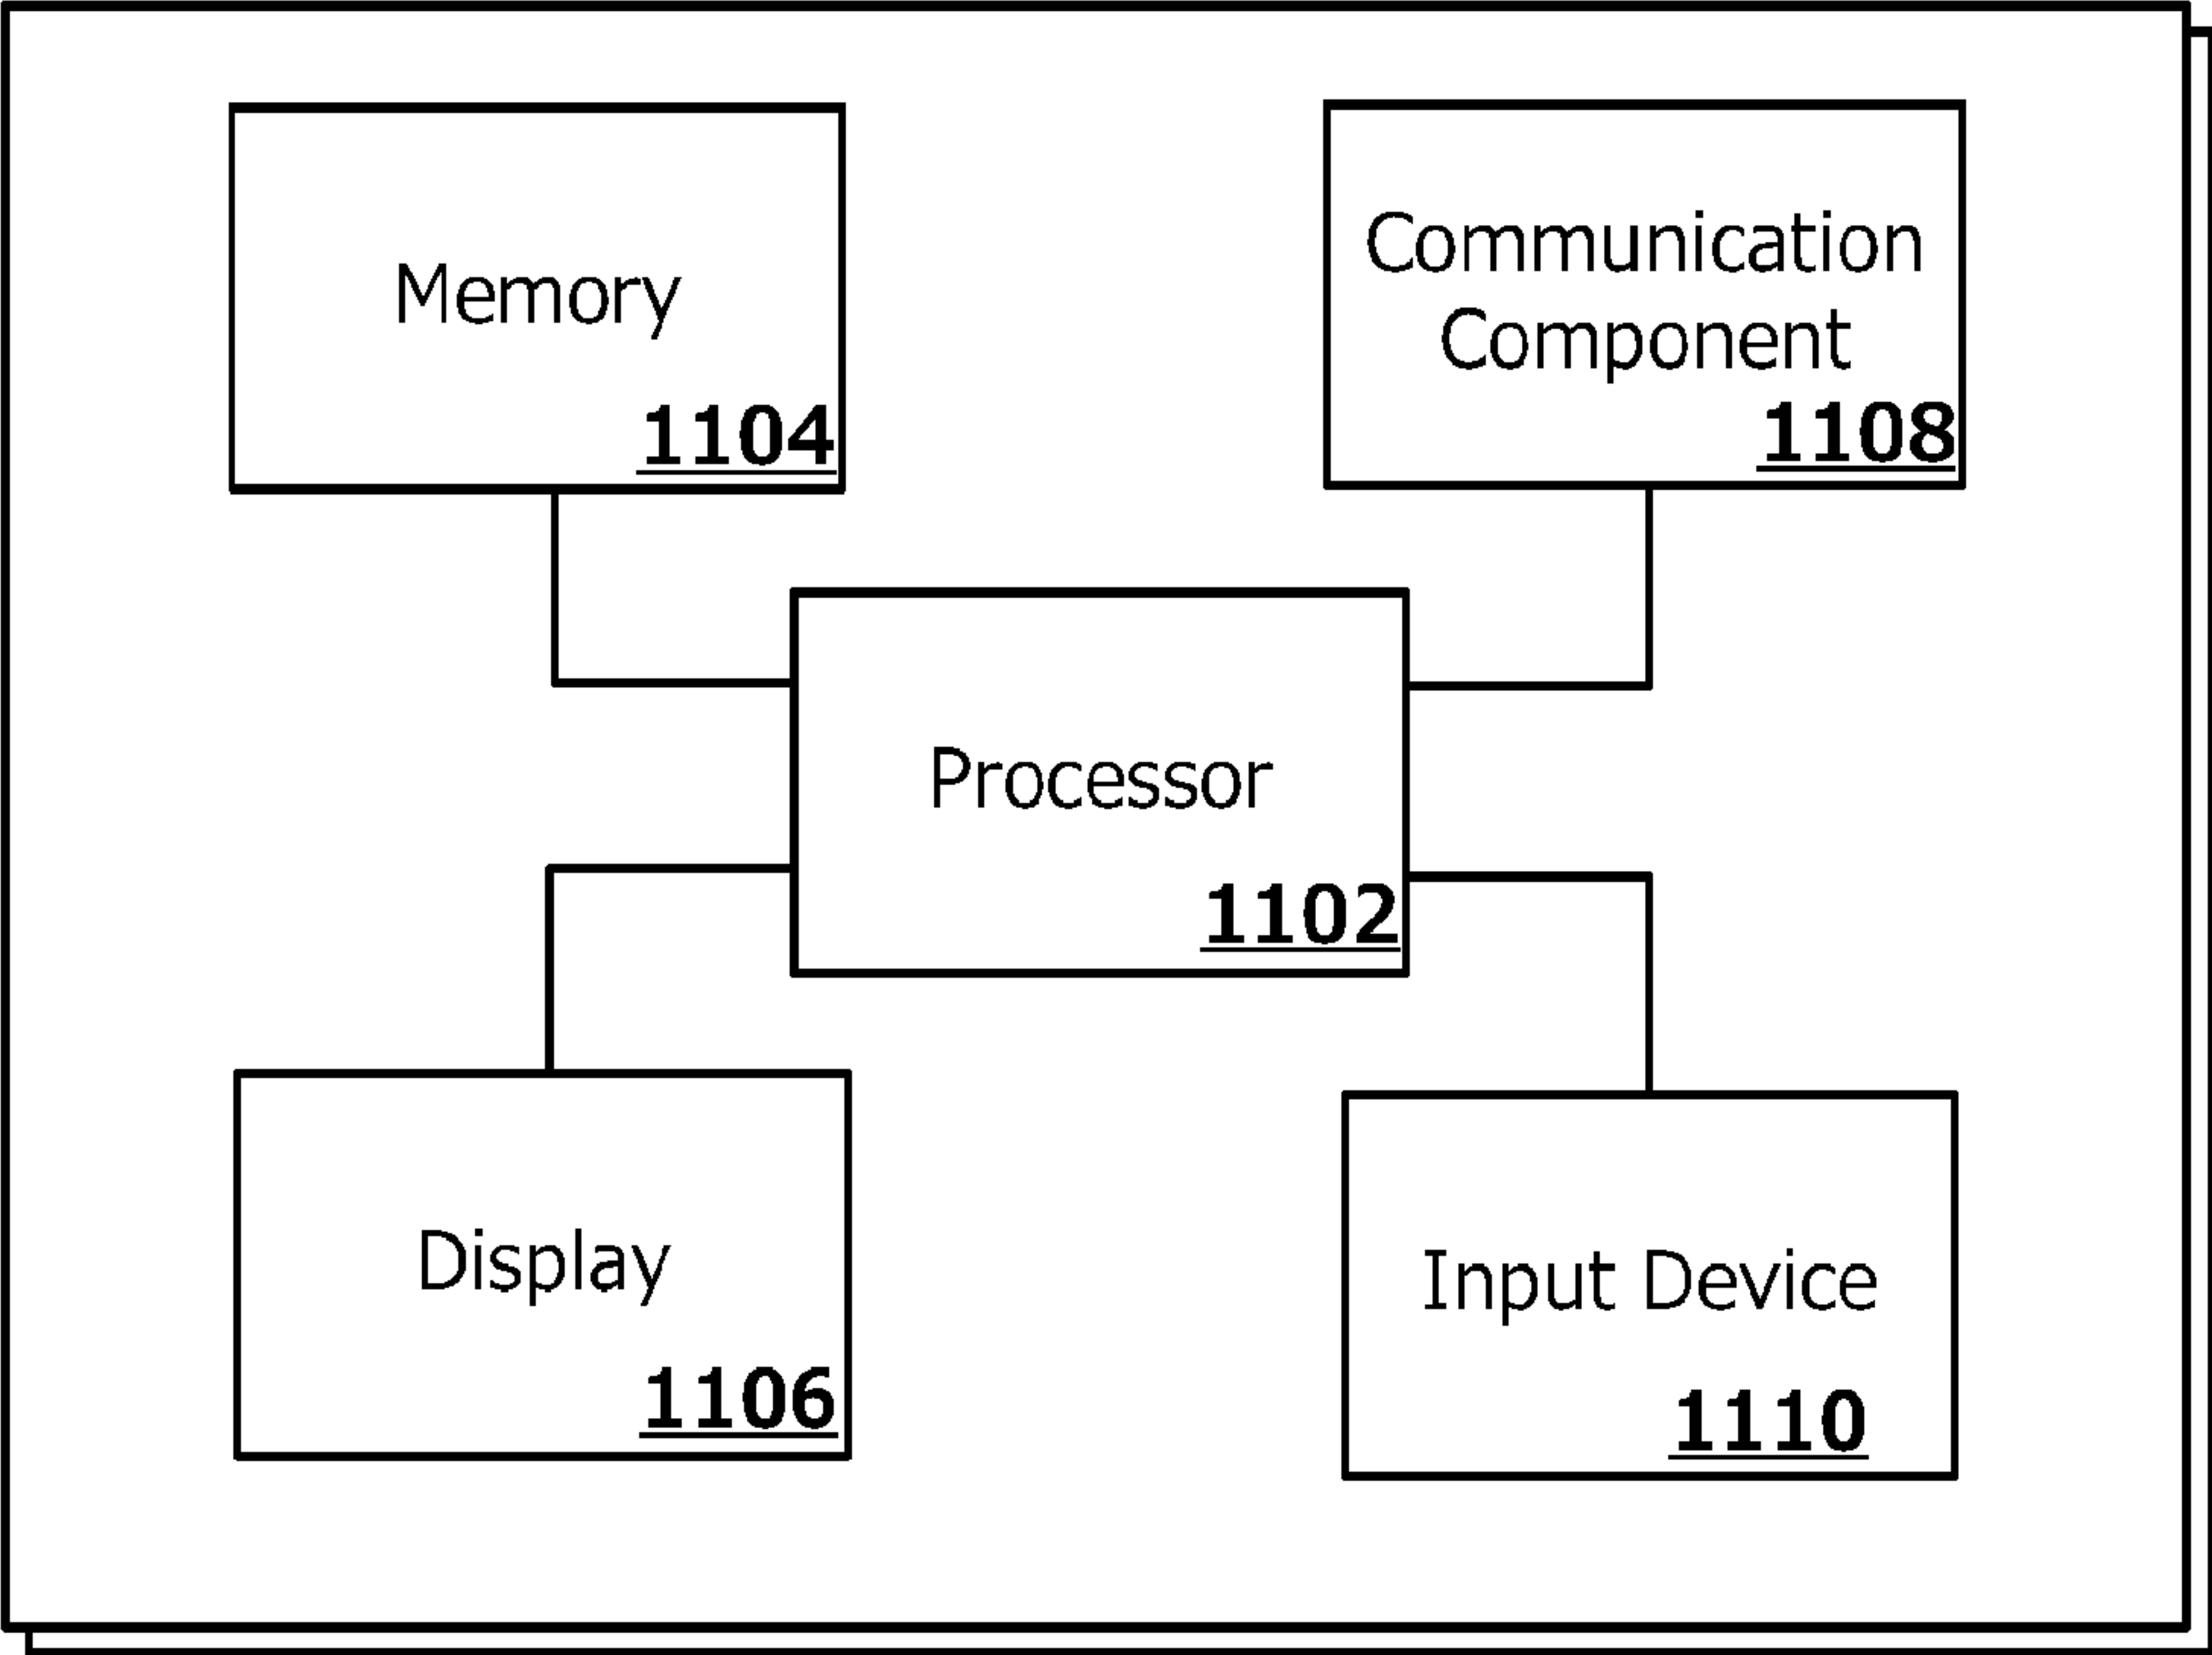 Memory
1104
Communication
Component
1108
Processor
1102
Display
1106
Input Device
1110